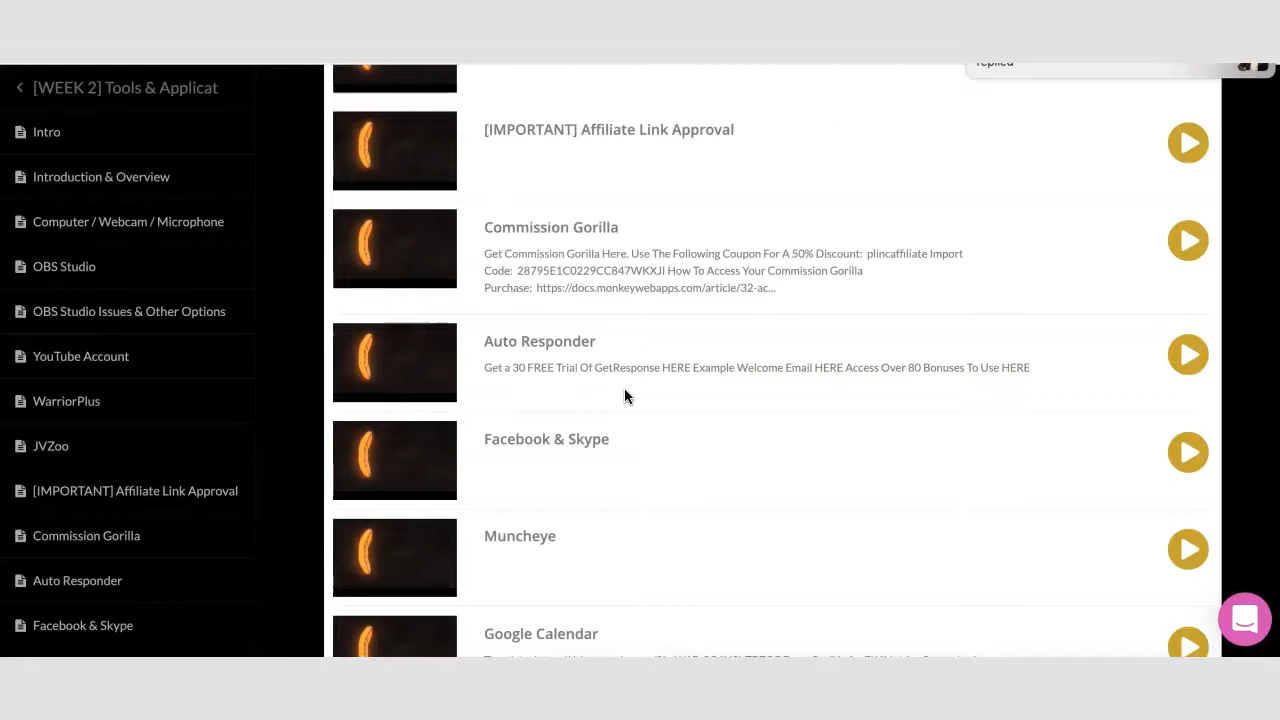 replied
[WEEK 2] Tools & Applicat
Intro
Introduction & Overview
Computer / Webcam / Microphone
OBS Studio
OBS Studio Issues & Other Options
YouTube Account
WarriorPlus
JVZoo
[IMPORTANT] Affiliate Link Approval
Commission Gorilla
Auto Responder
Facebook & Skype
[IMPORTANT] Affiliate Link Approval
Commission Gorilla
Get Commission Gorilla Here. Use The Following Coupon For A 50% Discount: plincaffiliate Import
Code: 28795E1C0229CC847WKXJI How To Access Your Commission Gorilla
Purchase: https://docs.monkeywebapps.com/article/32-ac...
Auto Responder
Get a 30 FREE Trial Of GetResponse HERE Example Welcome Email HERE Access Over 80 Bonuses To Use HERE
Facebook & Skype
Muncheye
Google Calendar